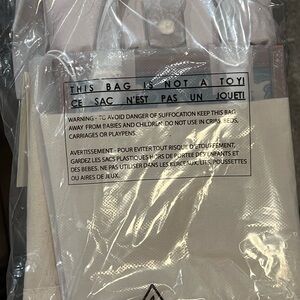 THIS BAG IS NOT A TOY!
CE SAC N'EST PAS UN JOUET!
WARNING - TO AVOID DANGER OF SUFFOCATION KEEP THIS BAG
AWAY FROM BABIES AND CHILDREN. DO NOT USE IN CRIBS, BEDS,
CARRIAGES OR PLAYPENS.
AVERTISSEMENT - POUR EVITER TOUT RISQUE D'ETOUFFEMENT,
GARDEZ LES SACS PLASTIQUES HORS DE PORTEE DES ENFANTS ET
DES BEBES. NE PAS UTILISER DANS LES BERCEAUX, LITS, POUSSETTES
OU AIRES DE JEUX.